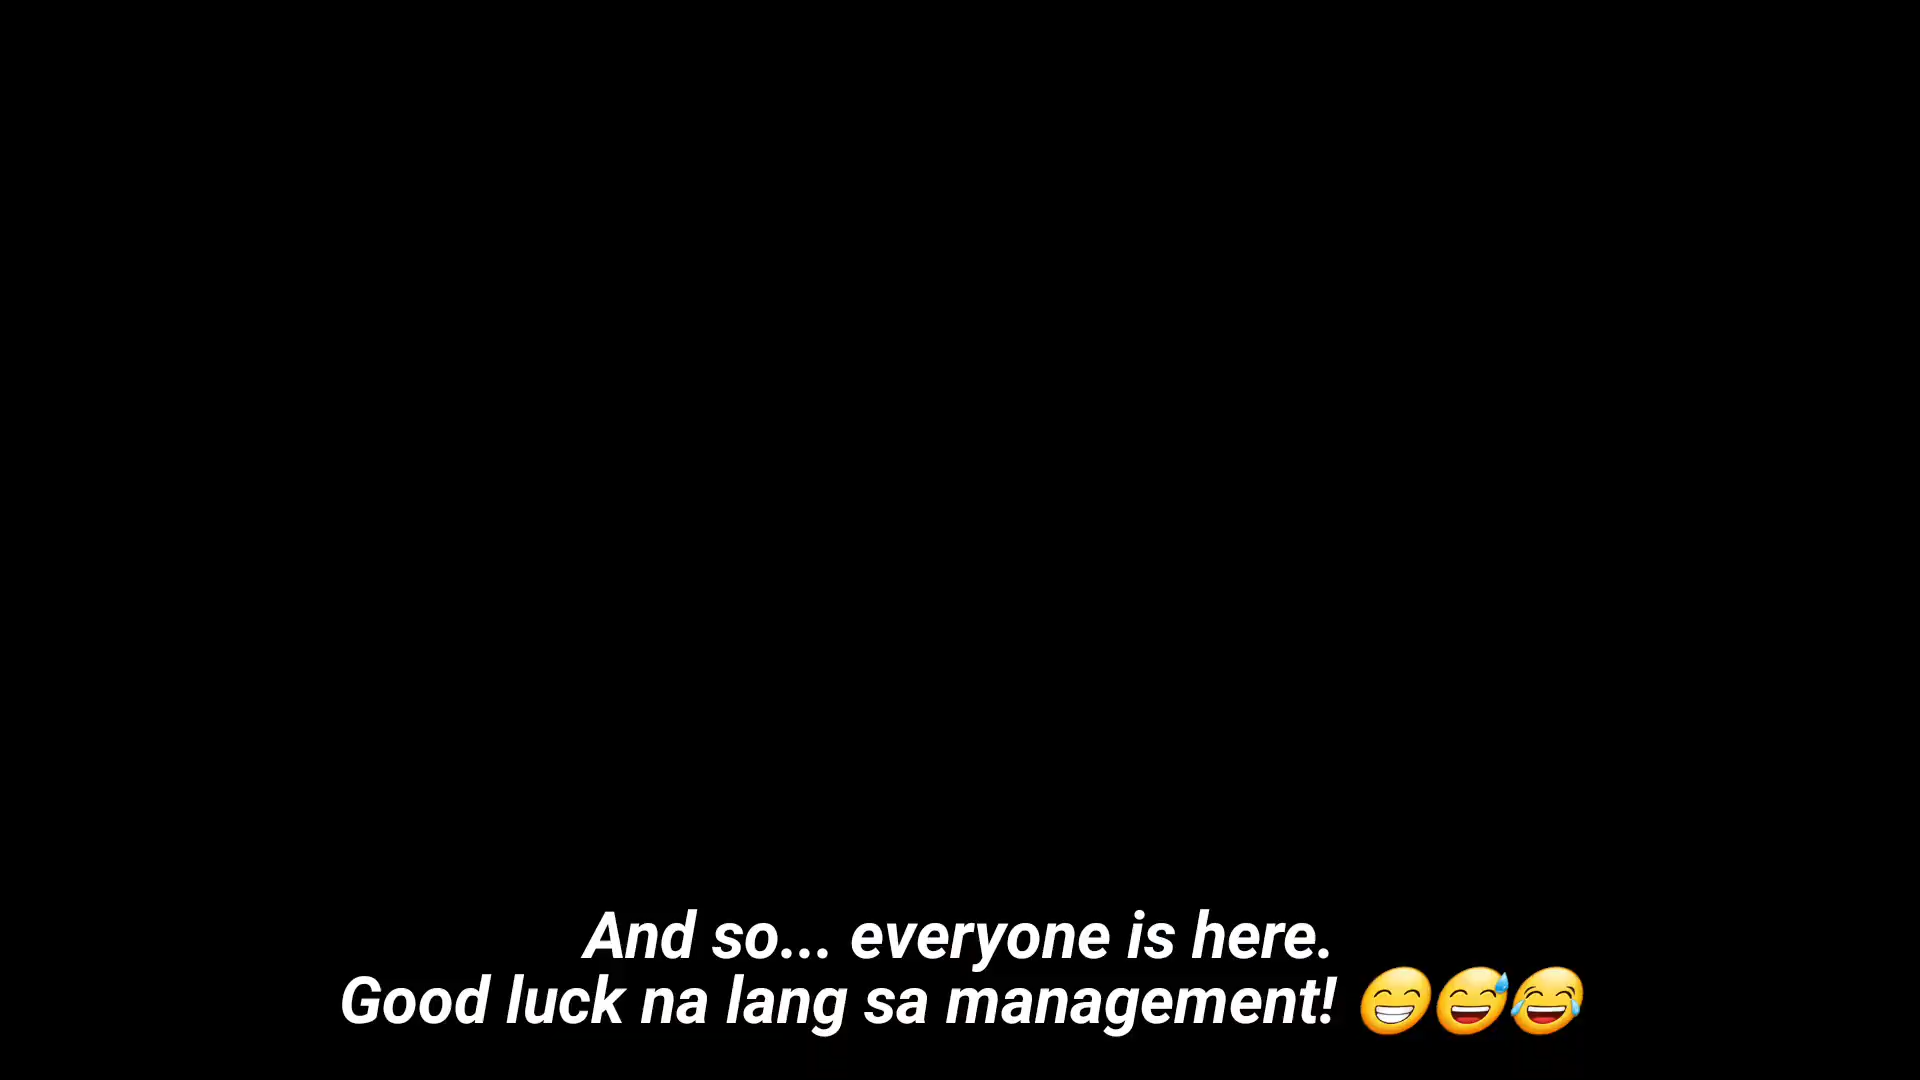 And so... everyone is here.
Good luck na lang sa management! 😁😅😂